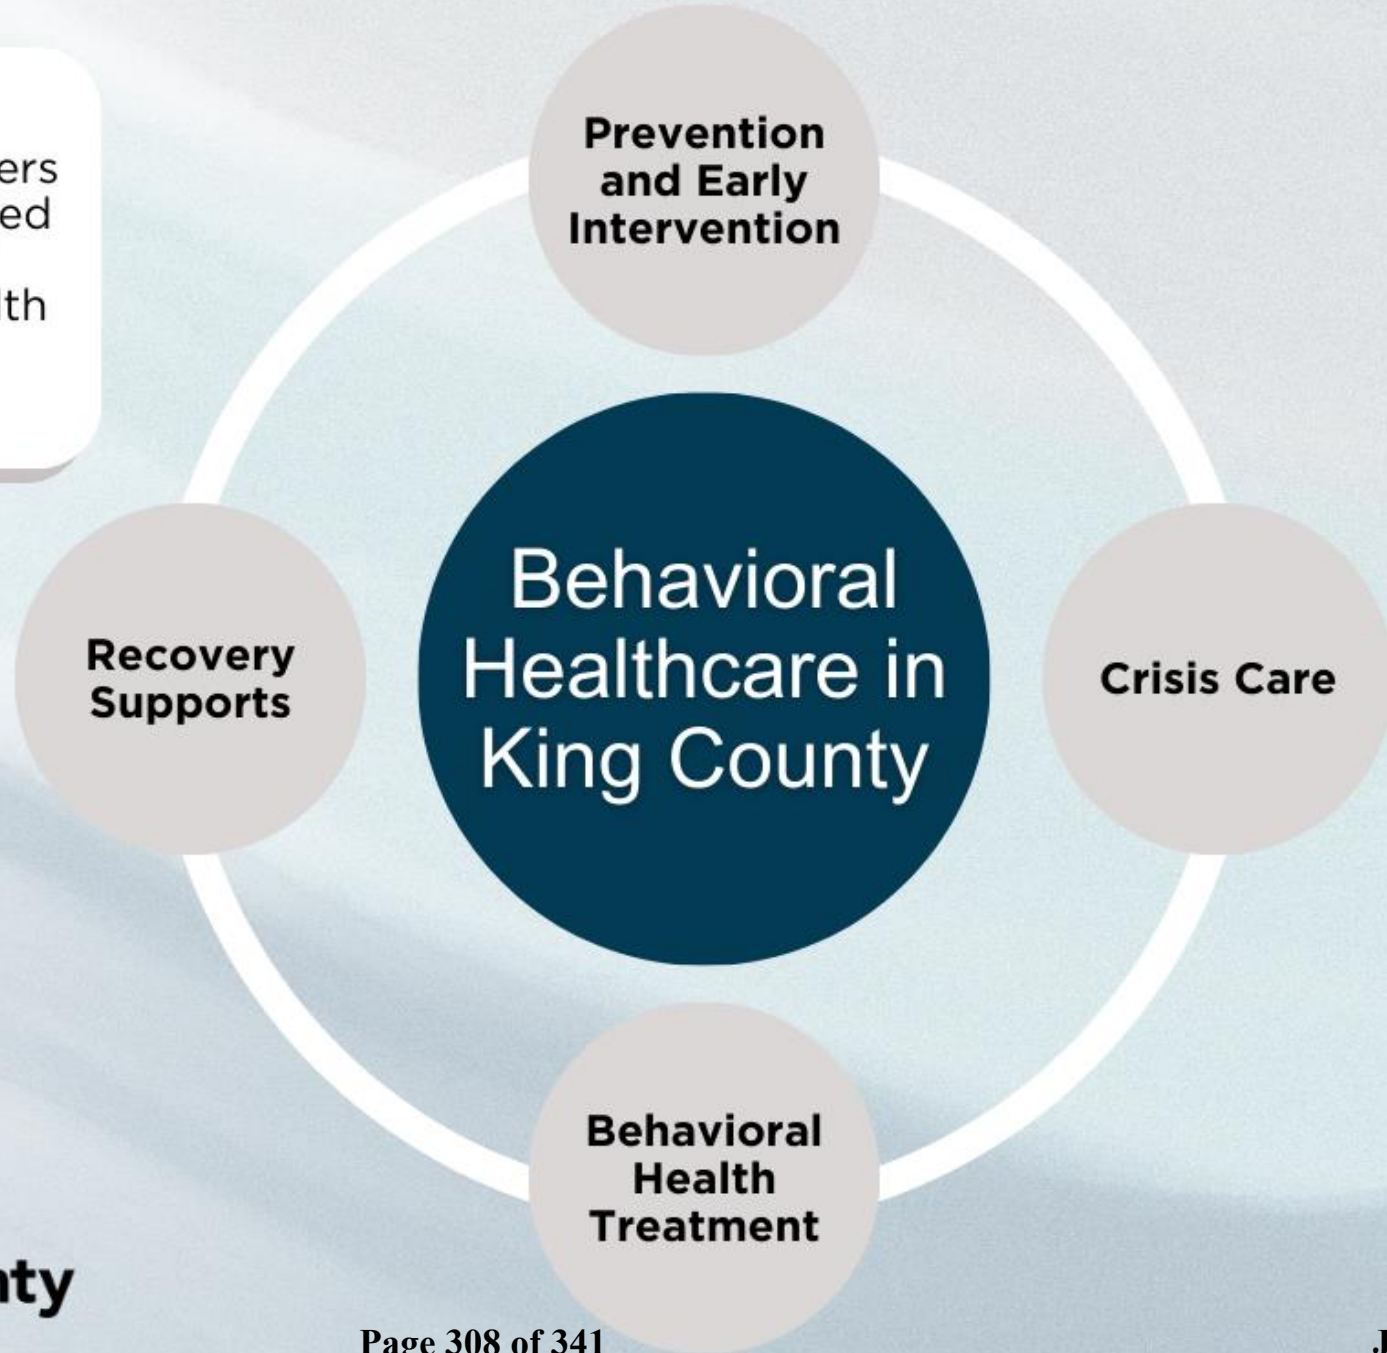 Prevention
and Early
Intervention
Behavioral
Healthcare in
King County
Recovery
Supports
Crisis Care
Behavioral
Health
Treatment
Page 308 of 341